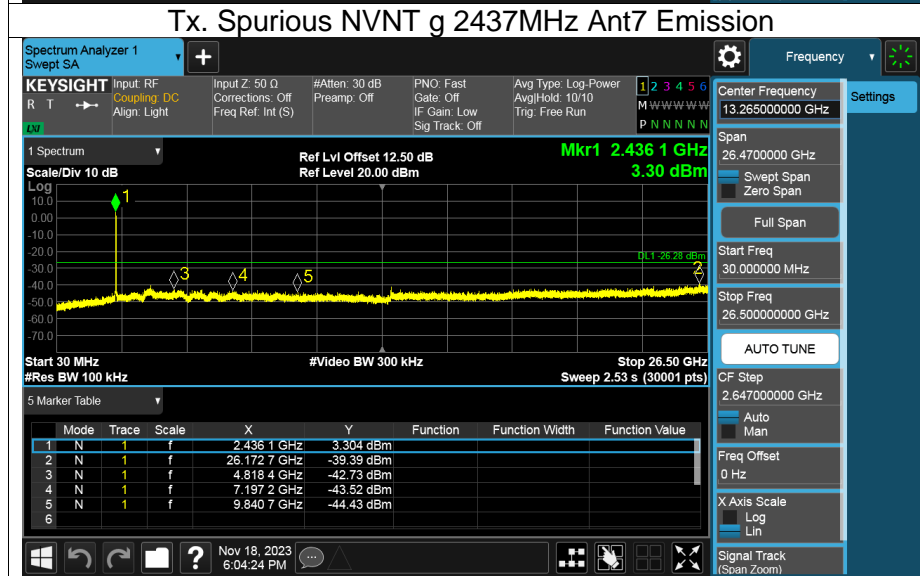 Tx. Spurious NVNT g 2437MHz Ant7 Emission
Spectrum Analyzer 1
Swept SA
+
Frequency
KEYSIGHT
R T
LXI
Input: RF
Coupling: DC
Align: Light
Input Z: 50 Ω
Corrections: Off
Freq Ref: Int (S)
#Atten: 30 dB
Preamp: Off
PNO: Fast
Gate: Off
IF Gain: Low
Sig Track: Off
Avg Type: Log-Power
Avg|Hold: 10/10
Trig: Free Run
1 2 3 4 5 6
M W W W W W
P N N N N N
Center Frequency
13.265000000 GHz
Settings
1 Spectrum
Ref Lvl Offset 12.50 dB
Mkr1 2.436 1 GHz
Scale/Div 10 dB
Ref Level 20.00 dBm
3.30 dBm
Log
10.0
0.00
-10.0
-20.0
-30.0
-40.0
-50.0
-60.0
-70.0
1
3
4
5
2
DL1 -26.28 dBm
Start 30 MHz
#Video BW 300 kHz
Stop 26.50 GHz
#Res BW 100 kHz
Sweep 2.53 s (30001 pts)
Span
26.4700000 GHz
Swept Span
Zero Span
Full Span
Start Freq
30.000000 MHz
Stop Freq
26.500000000 GHz
AUTO TUNE
CF Step
2.647000000 GHz
Auto
Man
Freq Offset
0 Hz
X Axis Scale
Log
Lin
Signal Track
(Span Zoom)
5 Marker Table
Mode Trace Scale X Y Function Function Width Function Value
1 N 1 f 2.436 1 GHz 3.304 dBm
2 N 1 f 26.172 7 GHz -39.39 dBm
3 N 1 f 4.818 4 GHz -42.73 dBm
4 N 1 f 7.197 2 GHz -43.52 dBm
5 N 1 f 9.840 7 GHz -44.43 dBm
6
?
Nov 18, 2023
6:04:24 PM